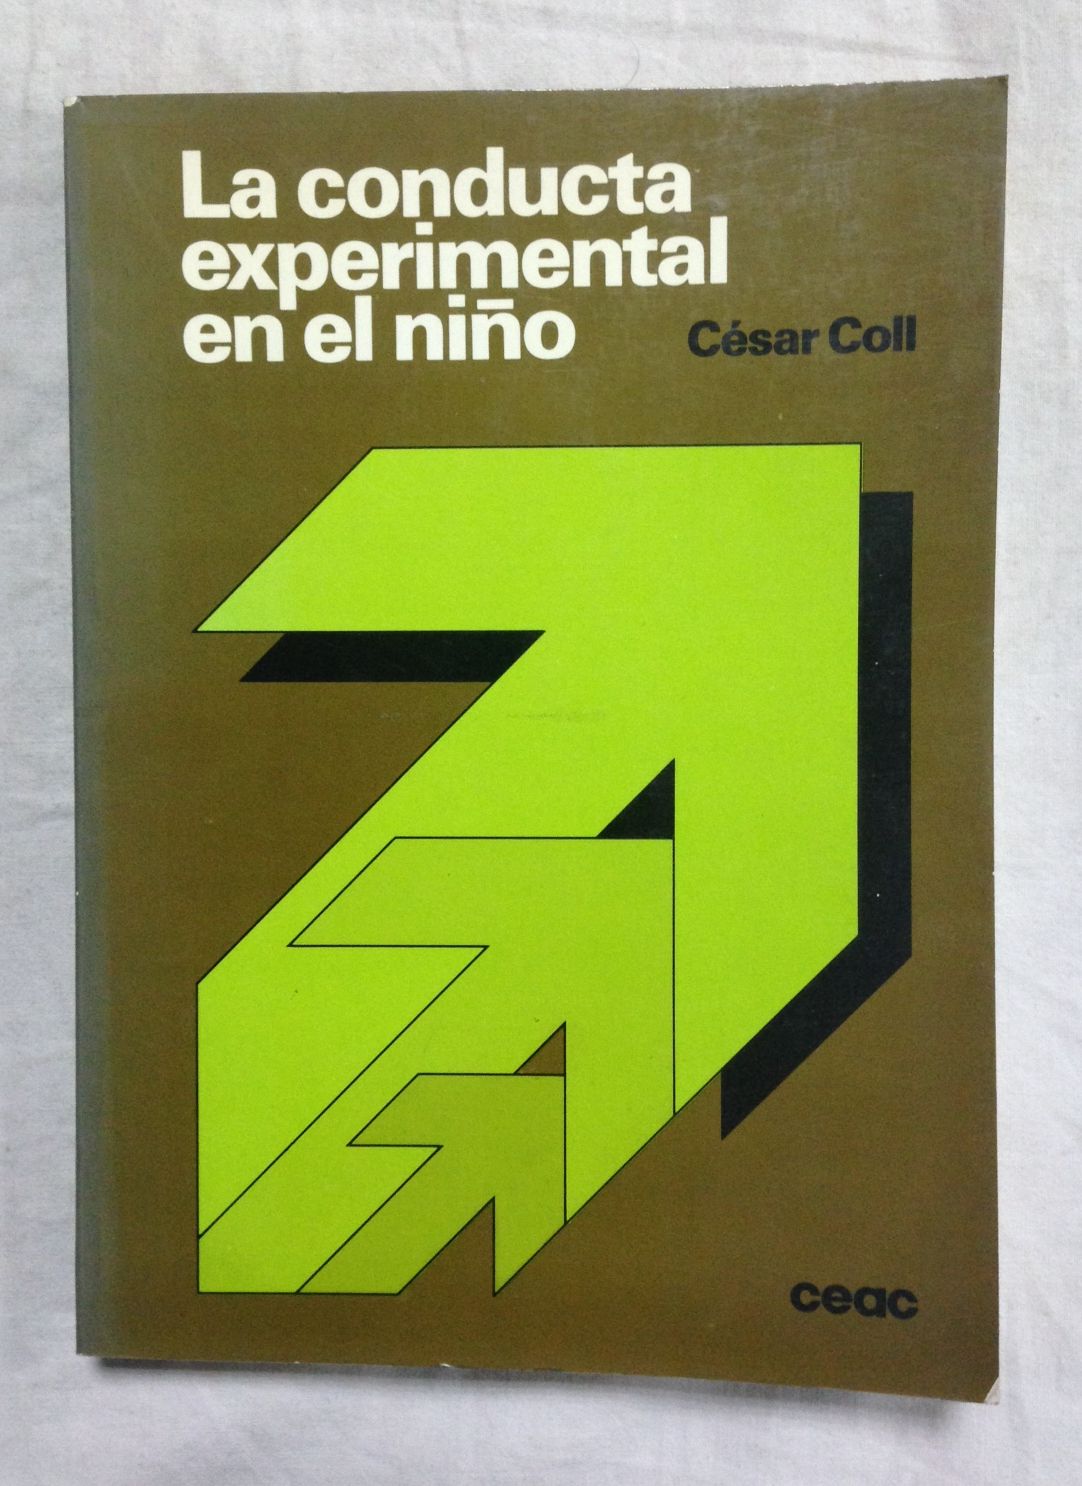 La conducta
experimental
en el niño
César Coll
ceac